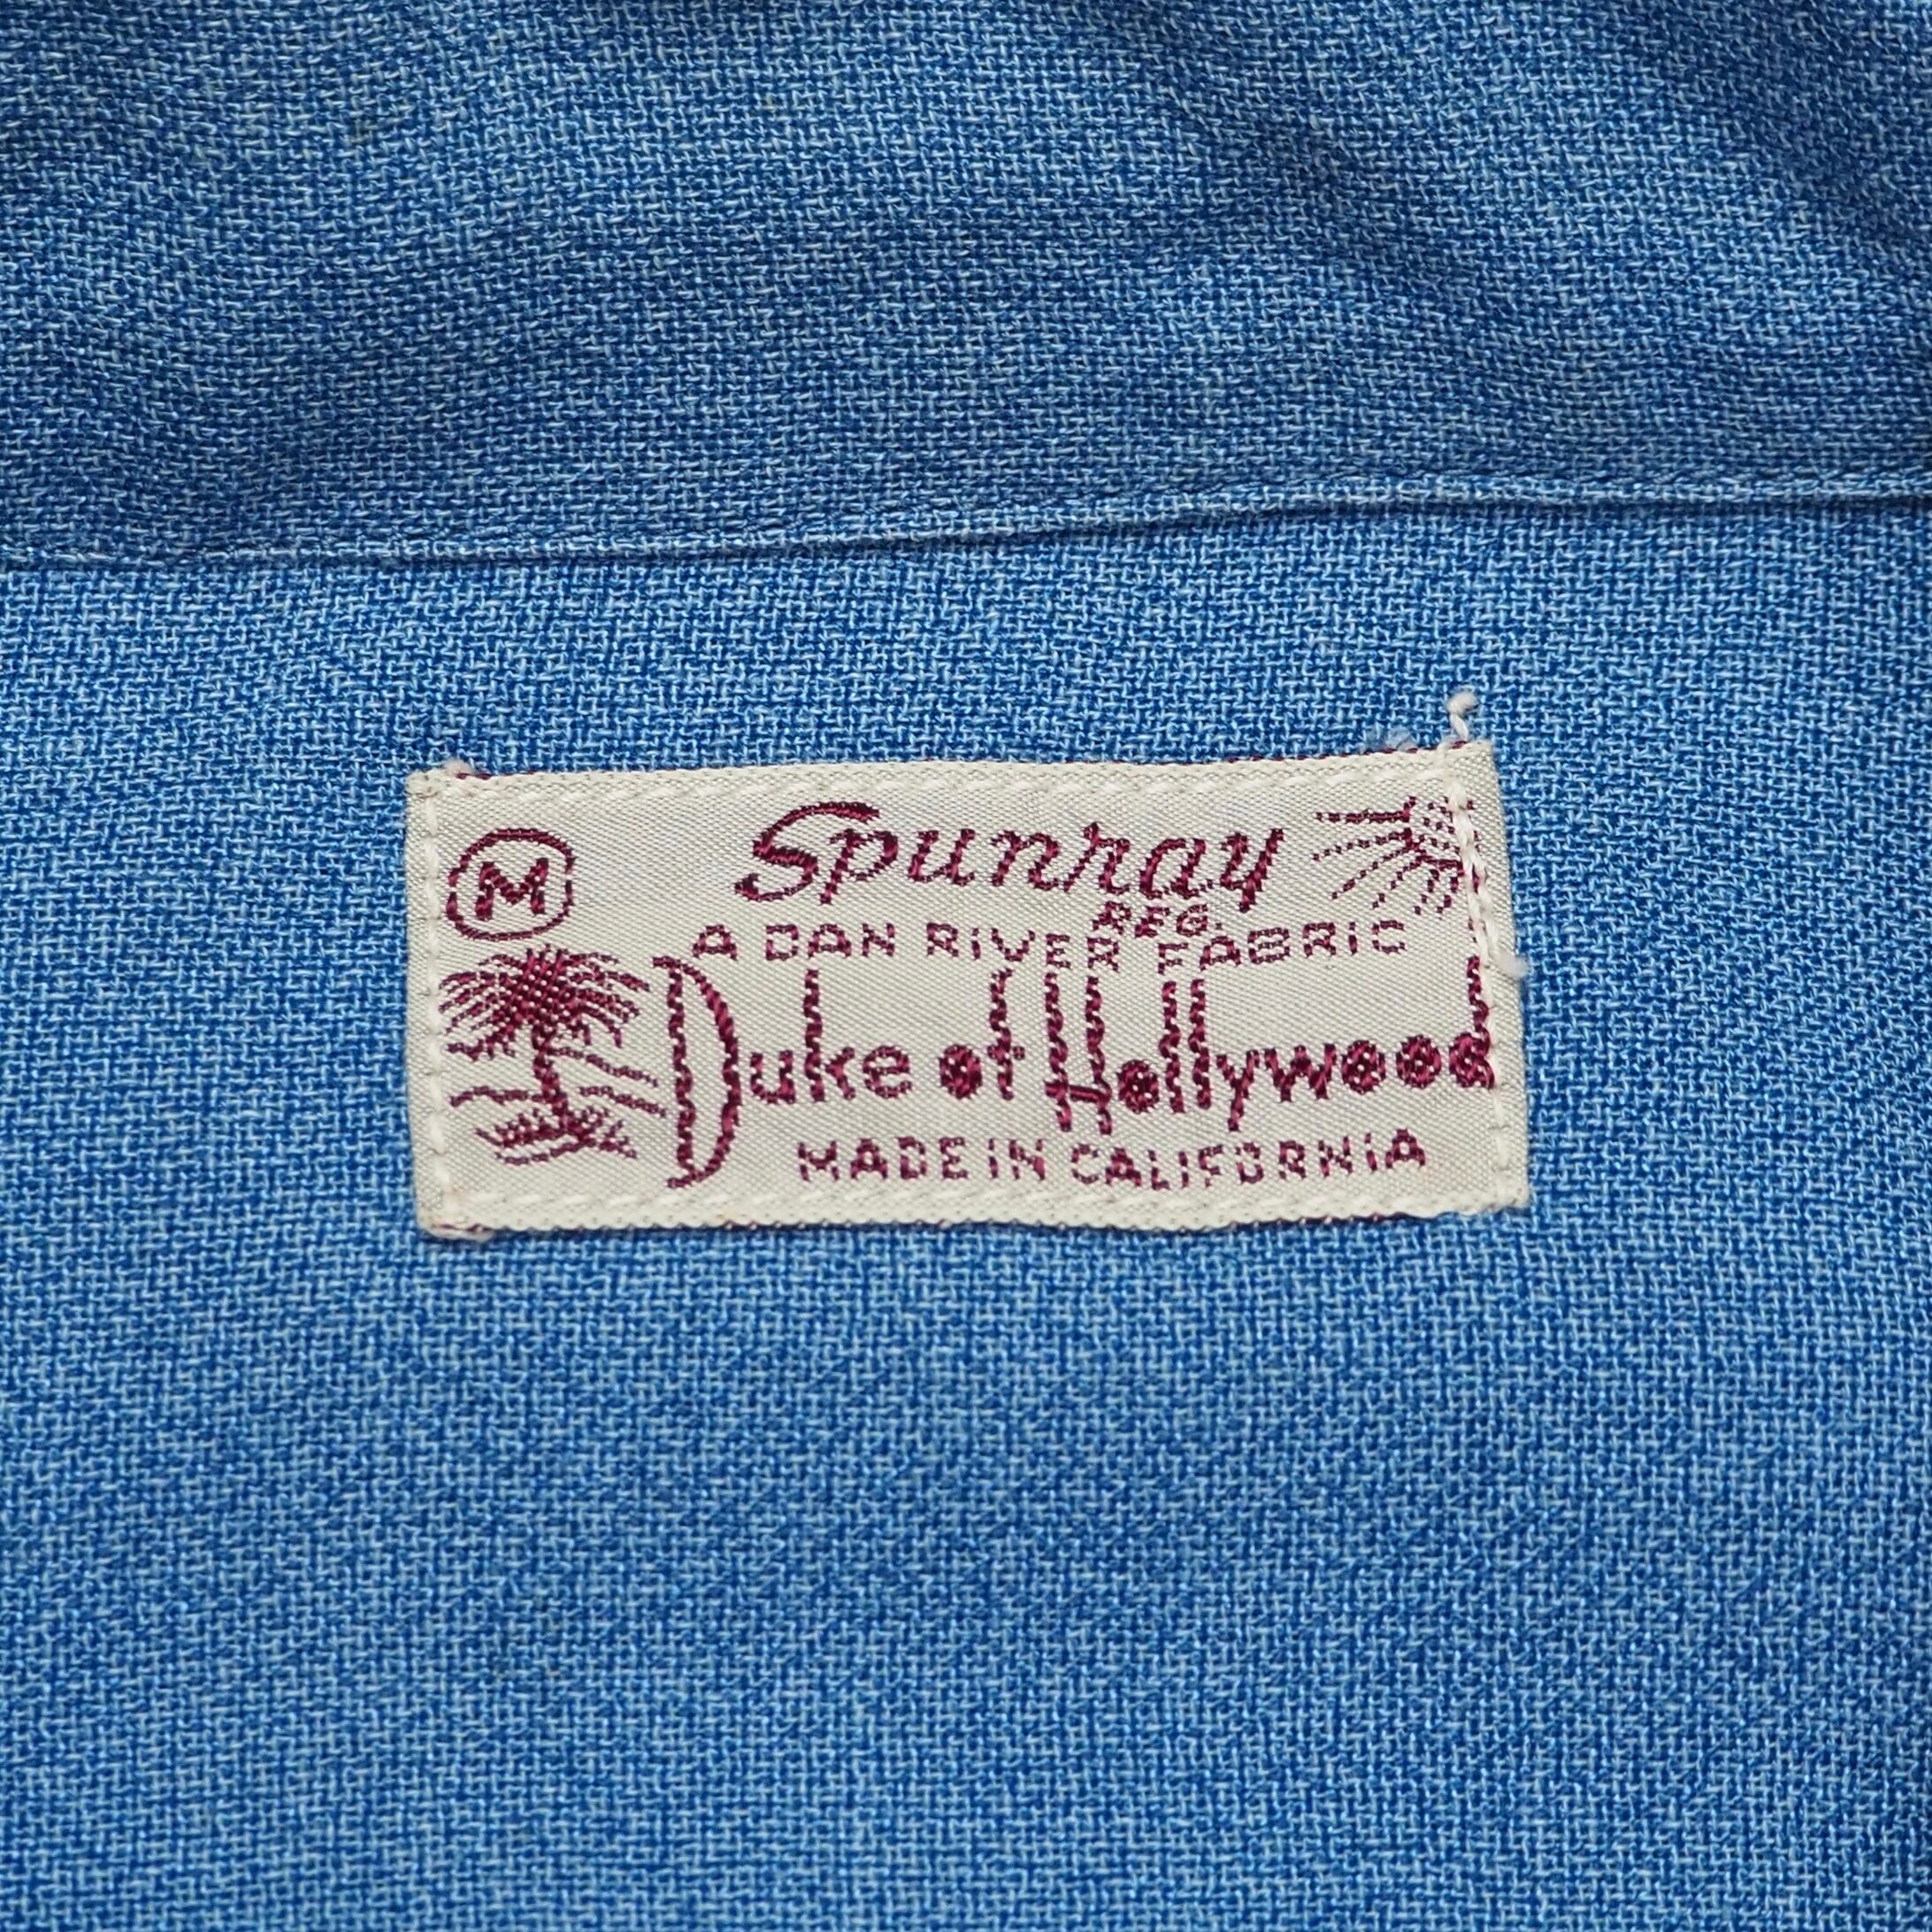 M
Spunray
REG.
A DAN RiVER FABRIC
Duke of Hollywood
MADE iN CALIFORNiA